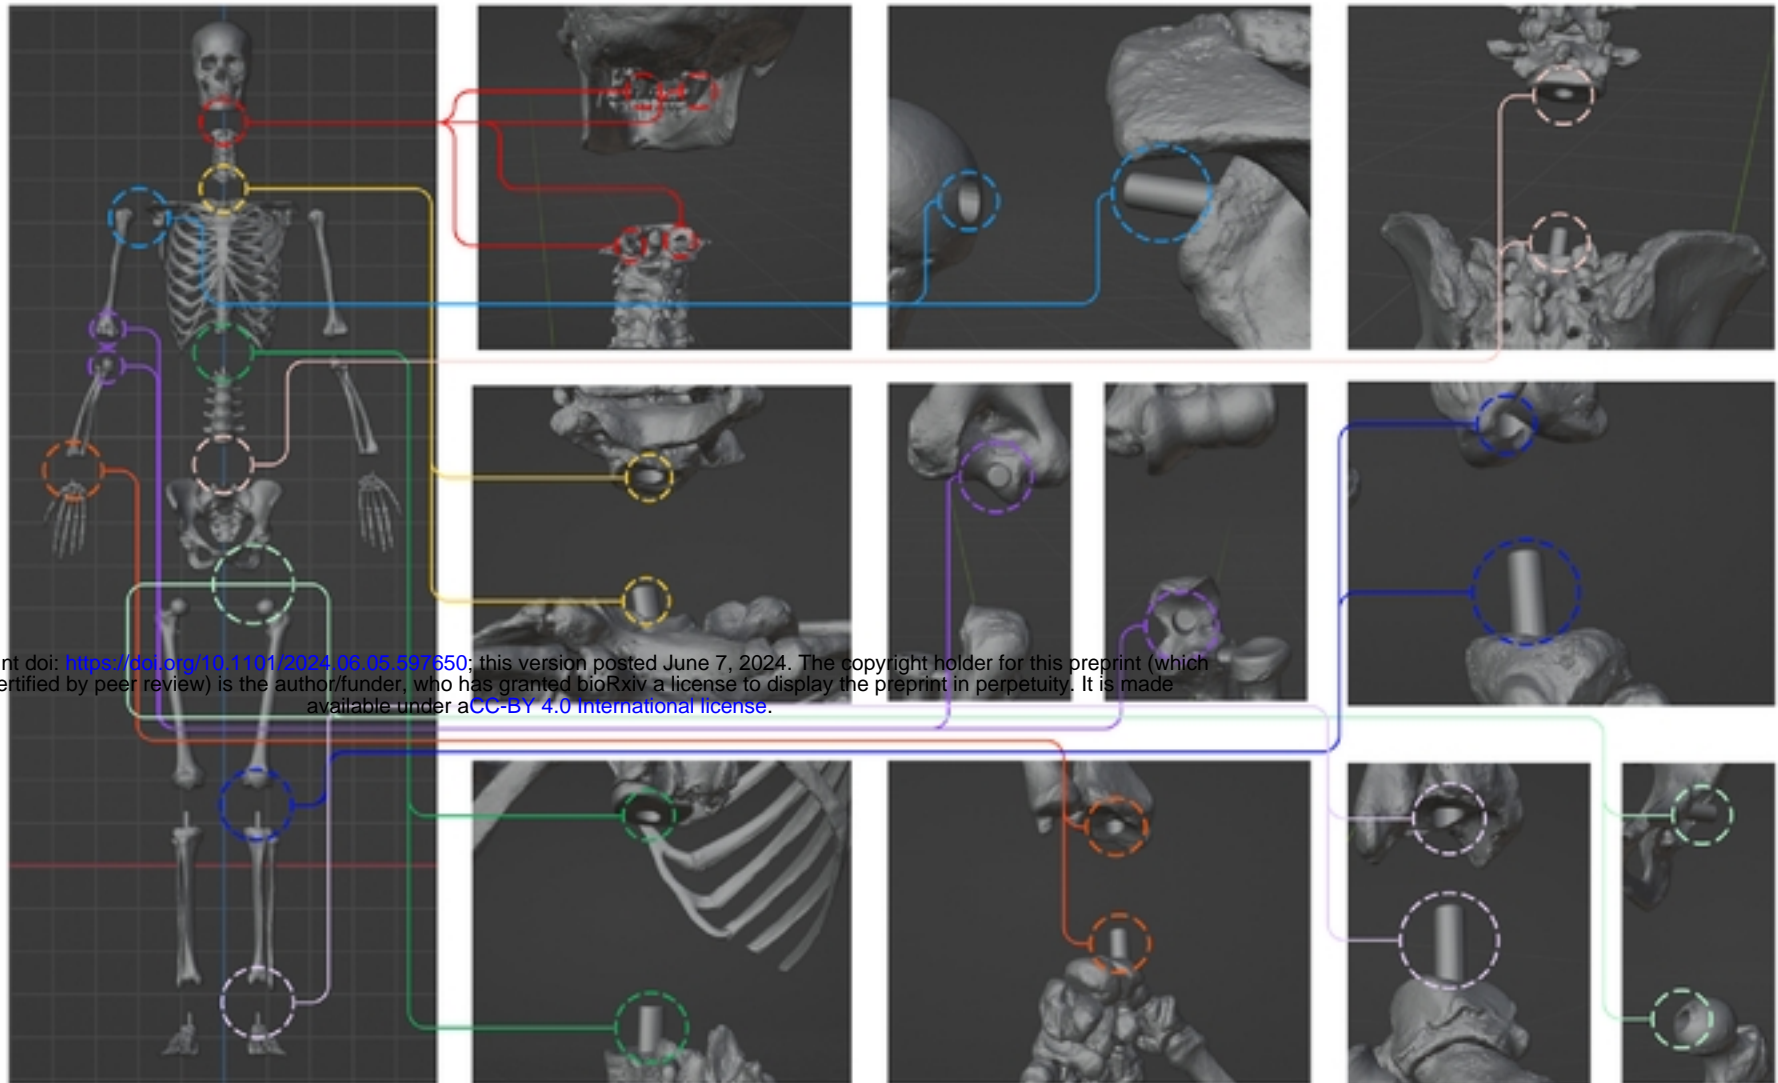 nt doi: https://doi.org/10.1101/2024.06.05.597650; this version posted June 7, 2024. The copyright holder for this preprint (which
ertified by peer review) is the author/funder, who has granted bioRxiv a license to display the preprint in perpetuity. It is made
available under aCC-BY 4.0 International license.